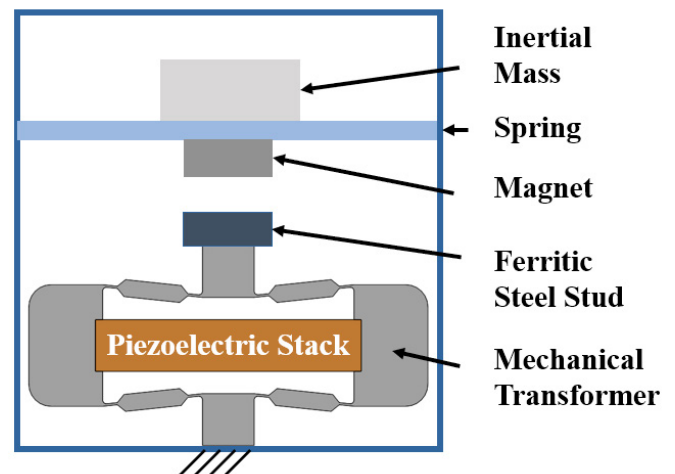 Inertial
Mass
Spring
Magnet
Ferritic
Steel Stud
Piezoelectric Stack
Mechanical
Transformer